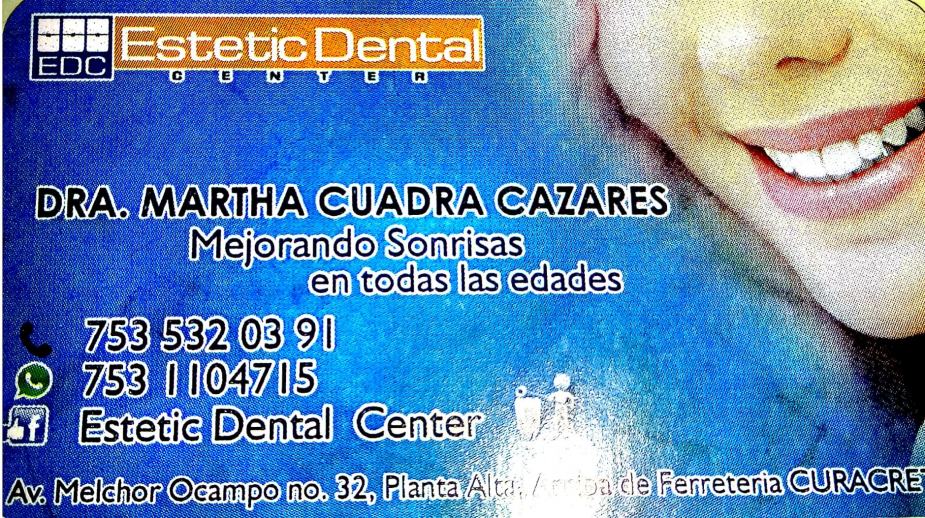 EDC
Estetic Dental
CENTER
DRA. MARTHA CUADRA CAZARES
Mejorando Sonrisas
en todas las edades
753 532 03 91
753 1104715
f Estetic Dental Center
Av. Melchor Ocampo no. 32, Planta Alta, Arriba de Ferreteria CURACRET